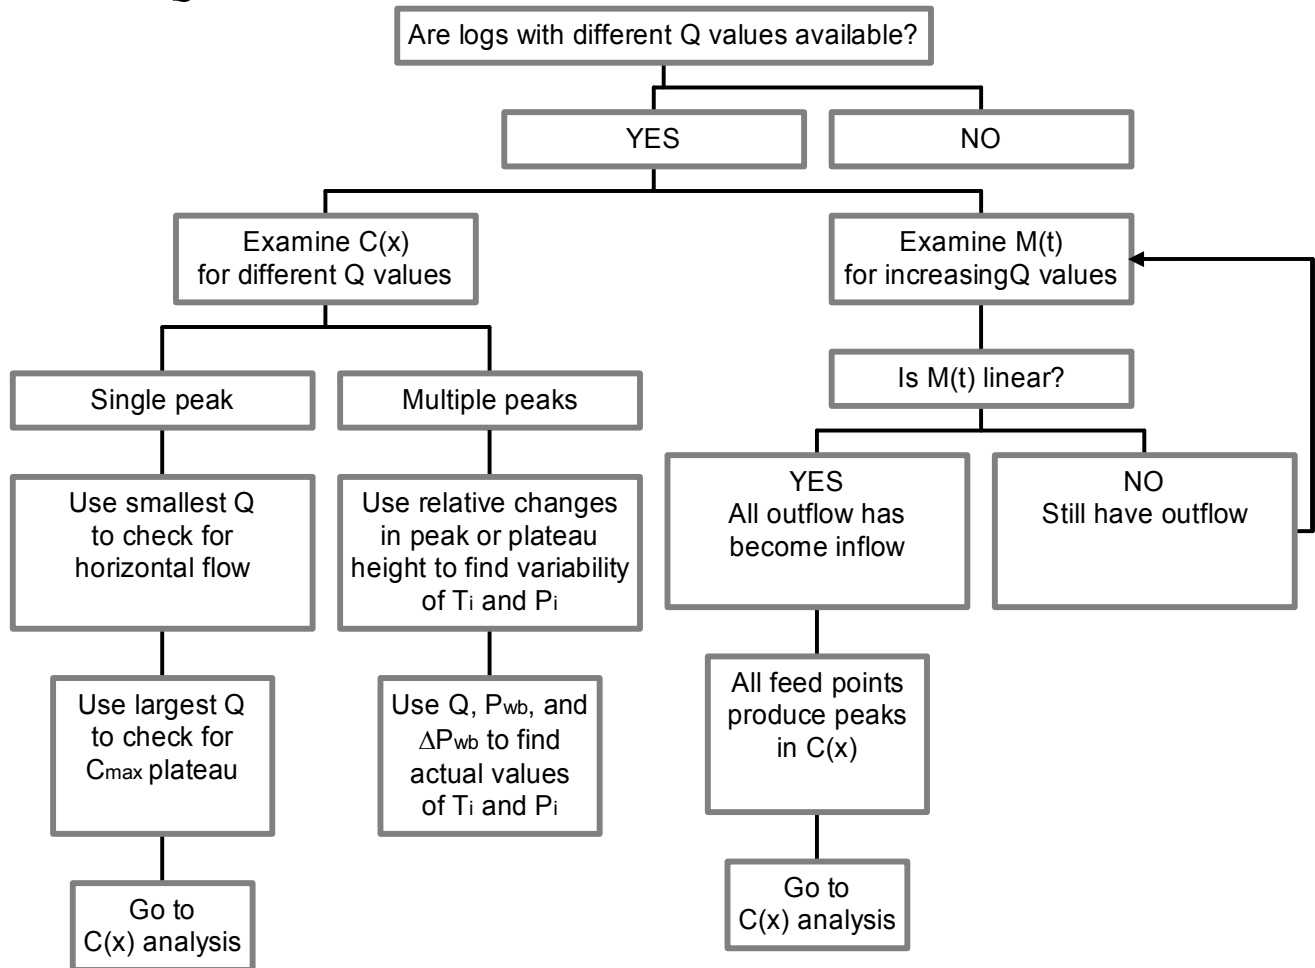 Are logs with different Q values available?
YES
NO
Examine C(x)
for different Q values
Examine M(t)
for increasingQ values
Is M(t) linear?
Single peak
Multiple peaks
YES
All outflow has
become inflow
NO
Still have outflow
Use smallest Q
to check for
horizontal flow
Use relative changes
in peak or plateau
height to find variability
of Ti and Pi
All feed points
produce peaks
in C(x)
Use largest Q
to check for
Cmax plateau
Use Q, Pwb, and
ΔPwb to find
actual values
of Ti and Pi
Go to
C(x) analysis
Go to
C(x) analysis